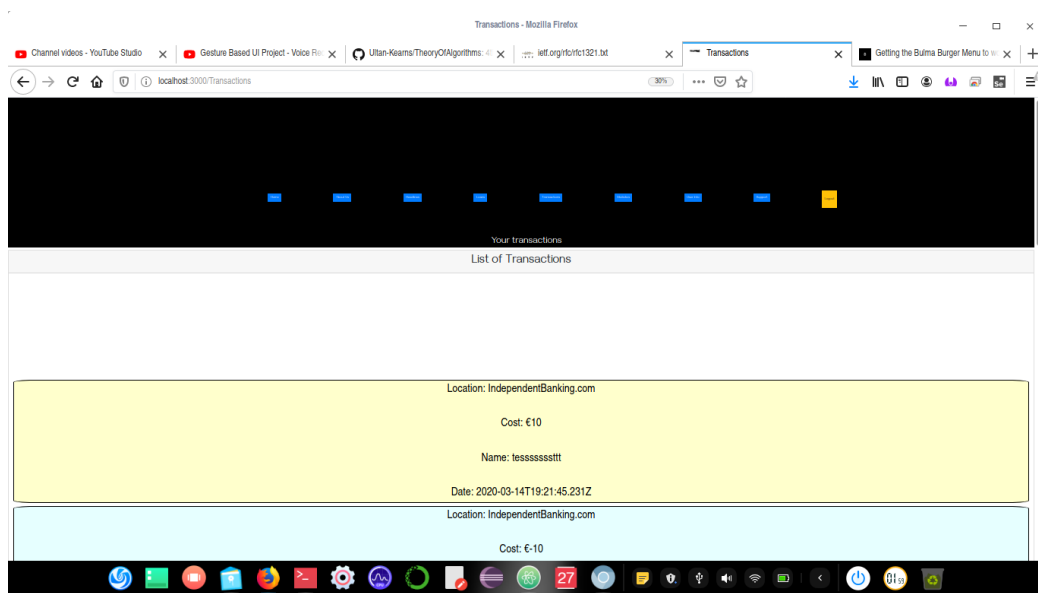 Transactions - Mozilla Firefox
Channel videos - YouTube Studio
Gesture Based UI Project - Voice Re
Ultan-Kearns/TheoryOfAlgorithms: 4
ietf.org/rfc/rfc1321.txt
Transactions
Getting the Bulma Burger Menu to w
localhost:3000/Transactions
30%
Your transactions
List of Transactions
Location: IndependentBanking.com
Cost: €10
Name: tesssssssttt
Date: 2020-03-14T19:21:45.231Z
Location: IndependentBanking.com
Cost: €-10
27
01 59